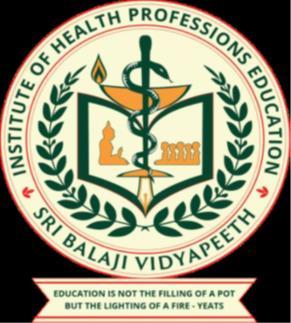 INSTITUTE OF HEALTH PROFESSIONS EDUCATION
SRI BALAJI VIDYAPEETH
EDUCATION IS NOT THE FILLING OF A POT
BUT THE LIGHTING OF A FIRE - YEATS